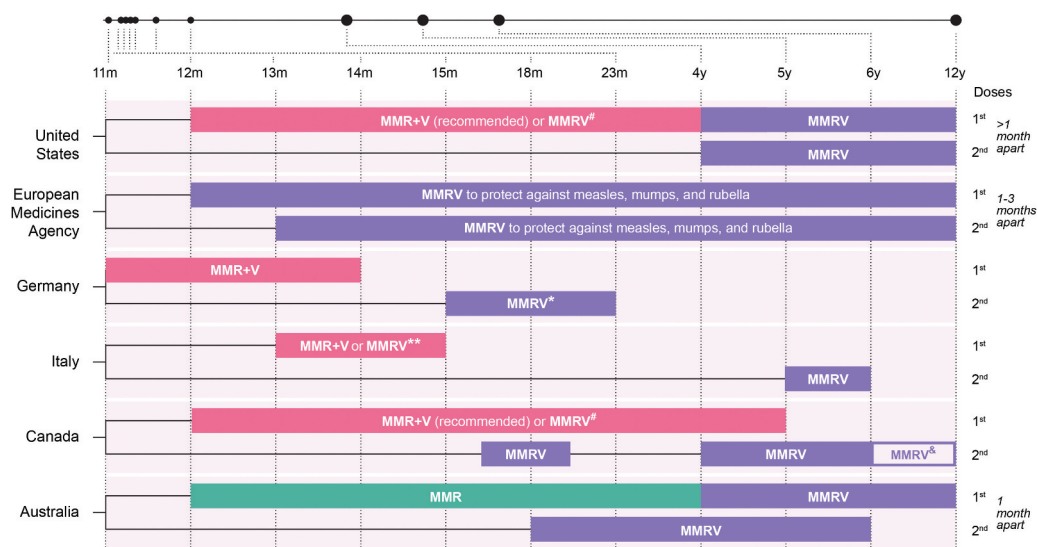 11m 12m 13m 14m 15m 18m 23m 4y 5y 6y 12y
Doses
United States
MMR+V (recommended) or MMRV#
MMRV
1st
MMRV
2nd
>1 month apart
European Medicines Agency
MMRV to protect against measles, mumps, and rubella
1st
MMRV to protect against measles, mumps, and rubella
2nd
1-3 months apart
Germany
MMR+V
1st
MMRV*
2nd
Italy
MMR+V or MMRV**
1st
MMRV
2nd
Canada
MMR+V (recommended) or MMRV#
1st
MMRV
MMRV
MMRV&
2nd
Australia
MMR
MMRV
1st
MMRV
2nd
1 month apart